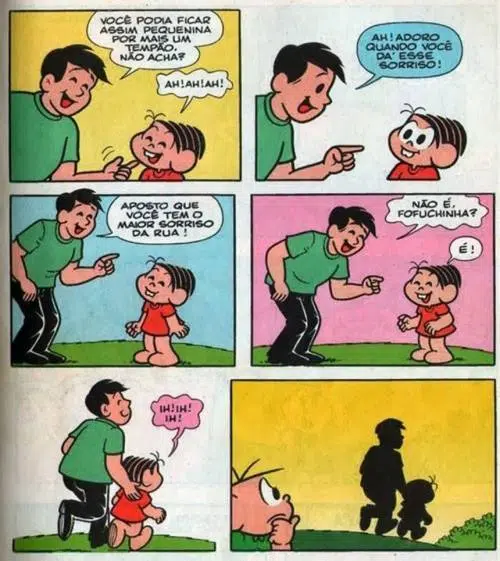 VOCÊ PODIA FICAR
ASSIM PEQUENINA
POR MAIS UM
TEMPÃO,
NÃO ACHA?
AH!AH!AH!
AH! ADORO
QUANDO VOCÊ
DA' ESSE
SORRISO!
APOSTO QUE
VOCÊ TEM O
MAIOR SORRISO
DA RUA!
NÃO É,
FOFUCHINHA?
É!
IH!IH!
IH!